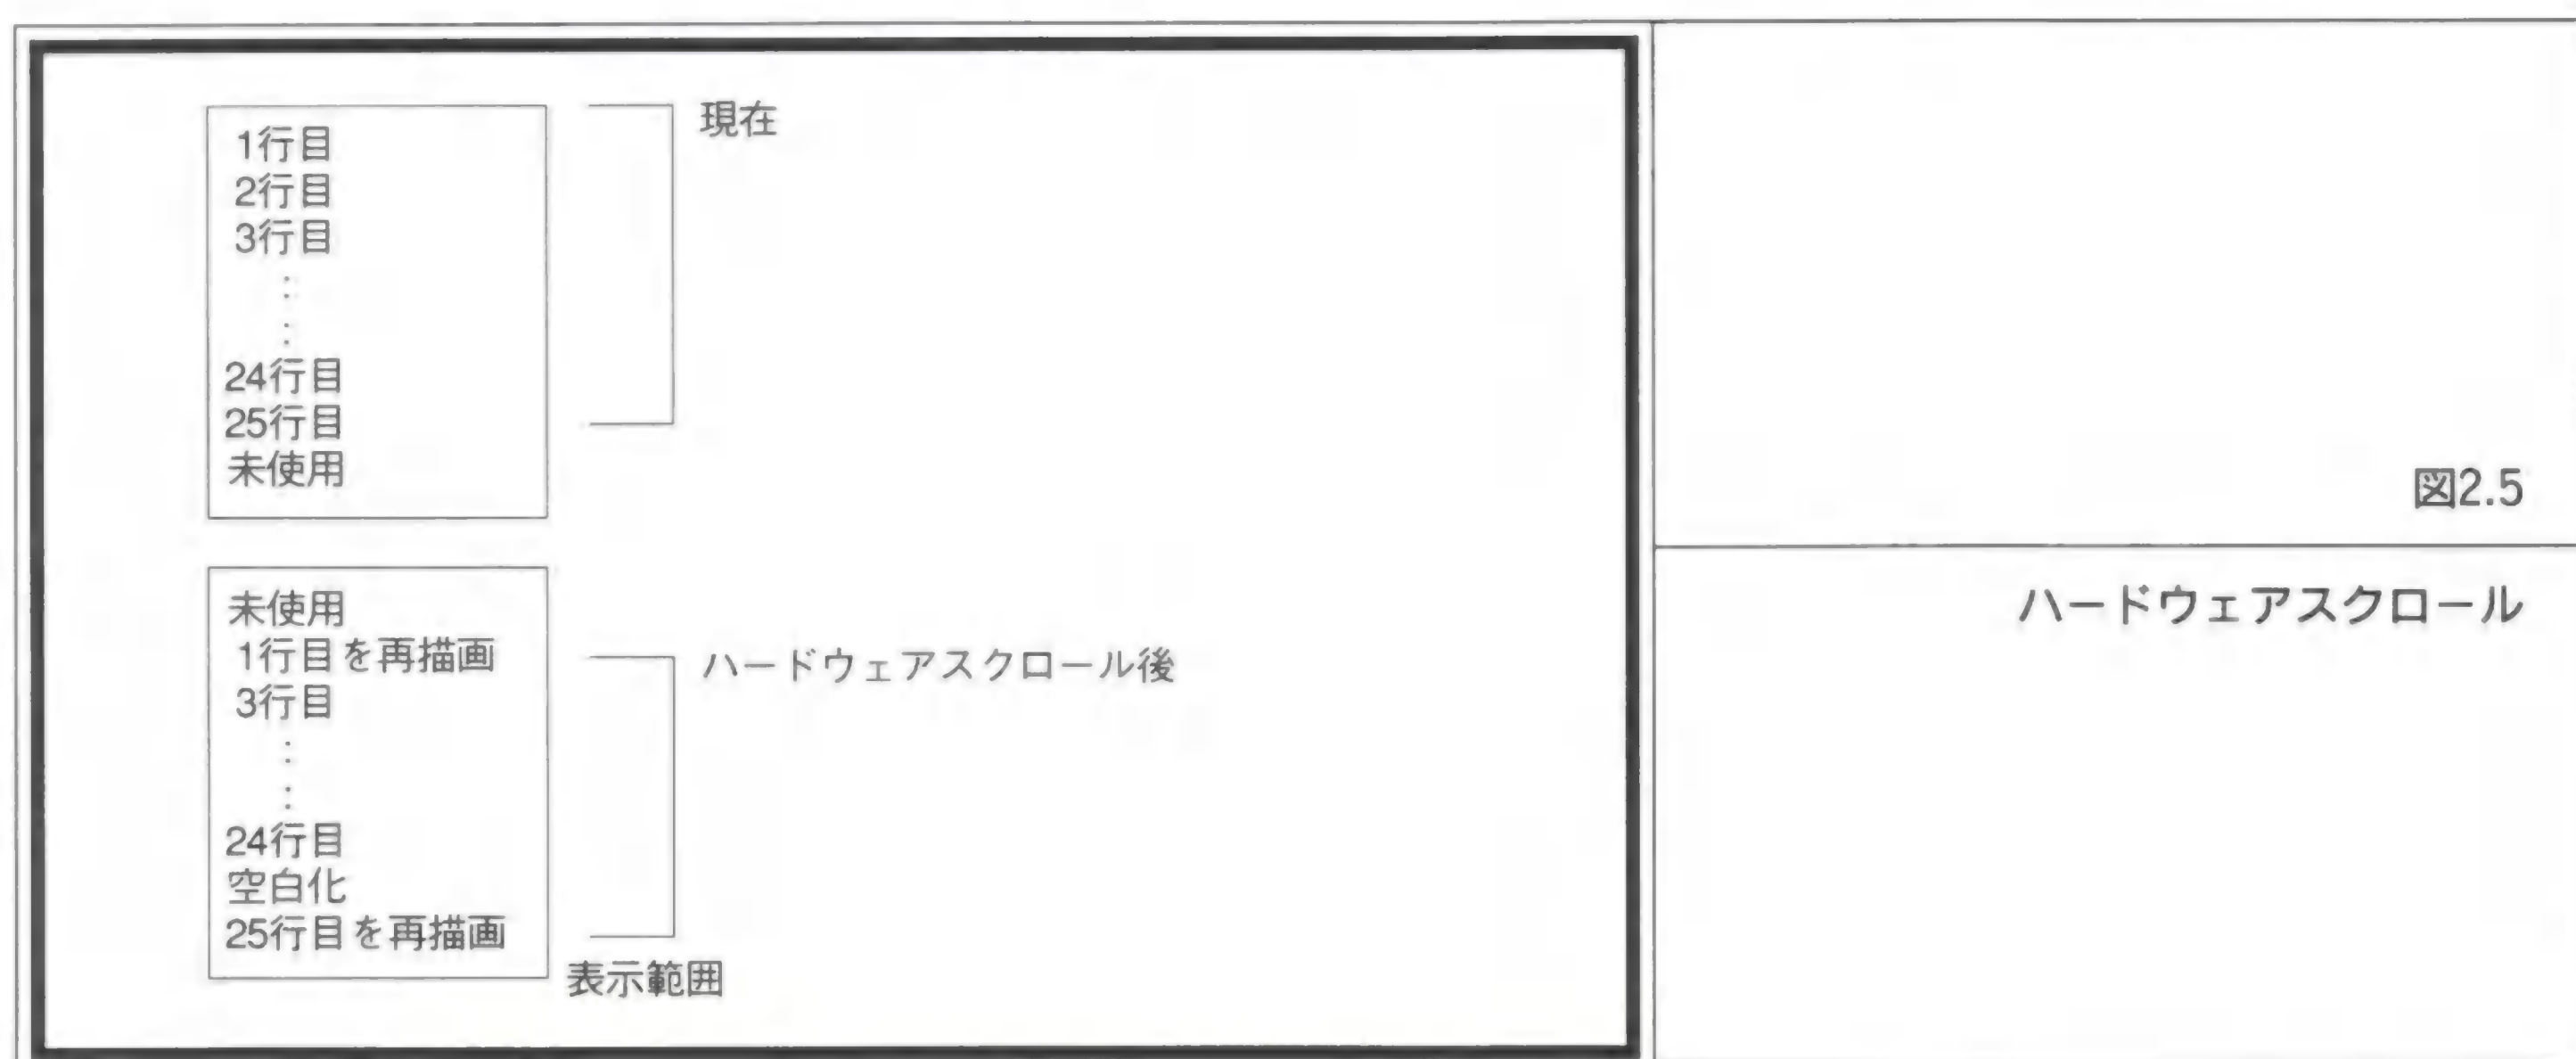 1行目
2行目
3行目
:
:
24行目
25行目
未使用
現在
未使用
1行目を再描画
3行目
:
:
24行目
空白化
25行目を再描画
ハードウェアスクロール後
表示範囲
図2.5
ハードウェアスクロール